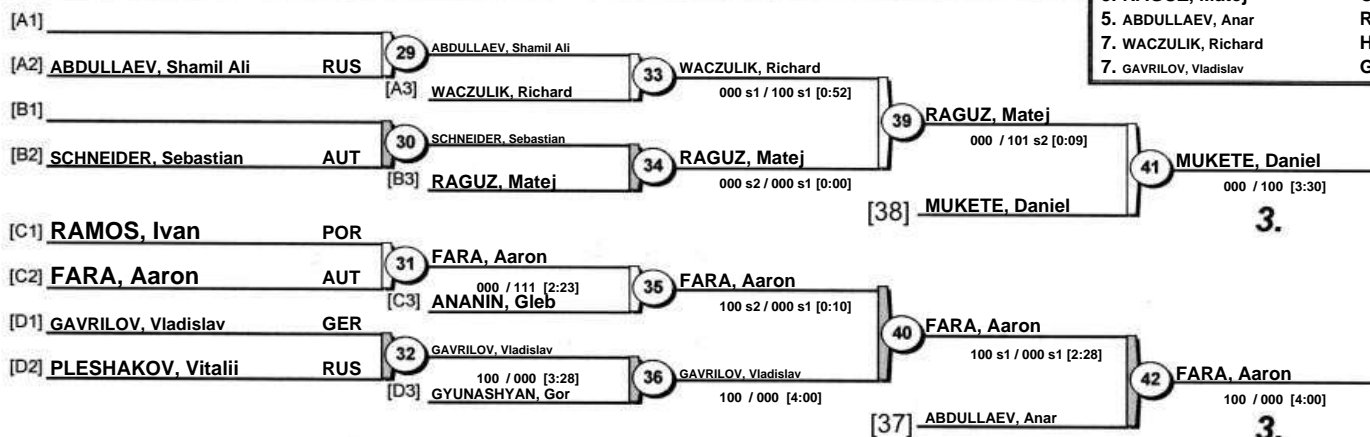 5. ABDULLAEV, Anar R
7. WACZULIK, Richard H
7. GAVRILOV, Vladislav G
[A1]
[A2] ABDULLAEV, Shamil Ali RUS
29
ABDULLAEV, Shamil Ali
[A3] WACZULIK, Richard
33
WACZULIK, Richard
000 s1 / 100 s1 [0:52]
[B1]
[B2] SCHNEIDER, Sebastian AUT
30
SCHNEIDER, Sebastian
[B3] RAGUZ, Matej
34
RAGUZ, Matej
000 s2 / 000 s1 [0:00]
39
RAGUZ, Matej
000 / 101 s2 [0:09]
[38] MUKETE, Daniel
41
MUKETE, Daniel
000 / 100 [3:30]
3.
[C1] RAMOS, Ivan POR
[C2] FARA, Aaron AUT
31
FARA, Aaron
000 / 111 [2:23]
[C3] ANANIN, Gleb
35
FARA, Aaron
100 s2 / 000 s1 [0:10]
[D1] GAVRILOV, Vladislav GER
[D2] PLESHAKOV, Vitalii RUS
32
GAVRILOV, Vladislav
100 / 000 [3:28]
[D3] GYUNASHYAN, Gor
36
GAVRILOV, Vladislav
100 / 000 [4:00]
40
FARA, Aaron
100 s1 / 000 s1 [2:28]
[37] ABDULLAEV, Anar
42
FARA, Aaron
100 / 000 [4:00]
3.